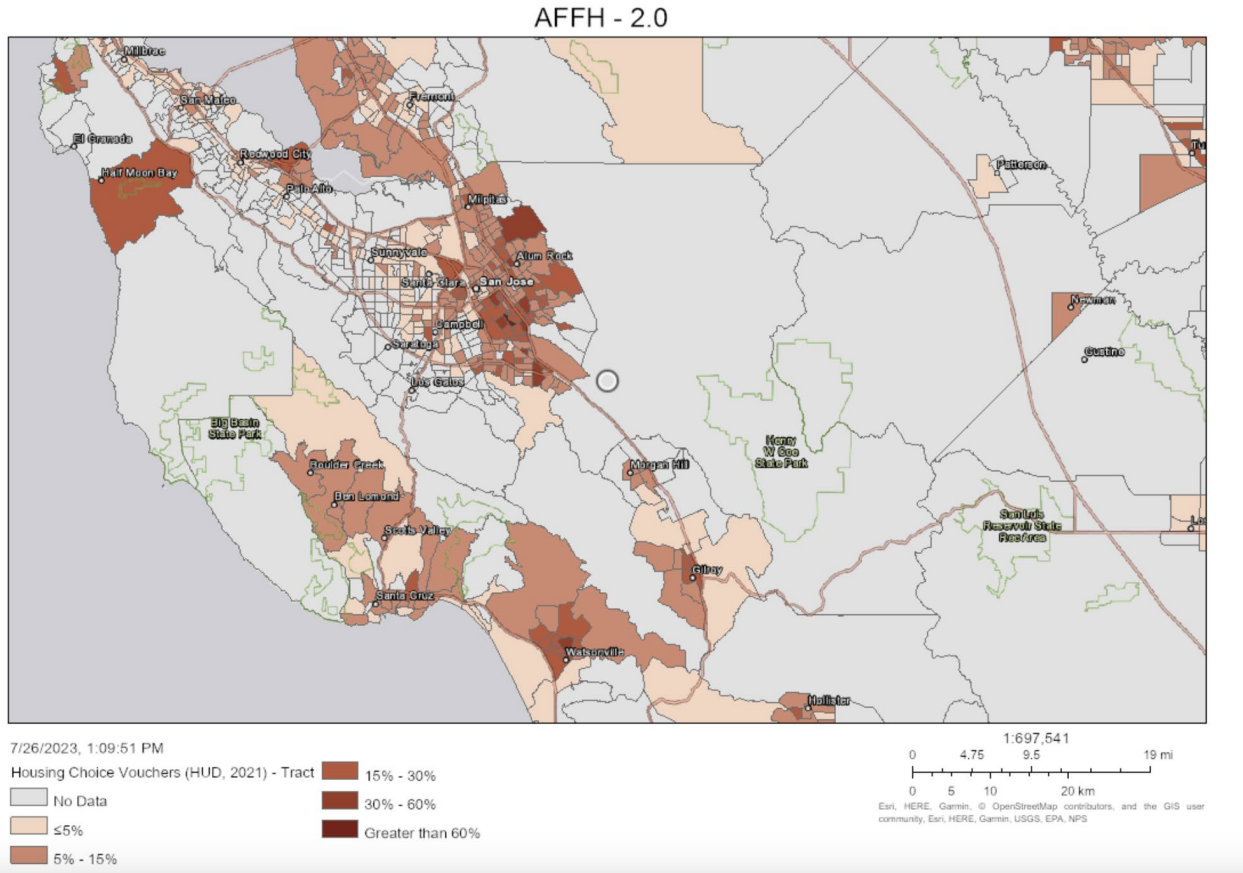 AFFH - 2.0
Millbrae
San Mateo
Fremont
El Granada
Redwood City
Half Moon Bay
Palo Alto
Patterson
Milpitas
Sunnyvale
Alum Rock
Santa Clara
San Jose
Newman
Campbell
Saratoga
Gustine
Los Gatos
Big Basin
State Park
Henry
W Coe
State Park
Boulder Creek
Morgan Hill
Ben Lomond
San Luis
Reservoir State
Rec Area
Scotts Valley
Gilroy
Santa Cruz
Watsonville
Hollister
7/26/2023, 1:09:51 PM
Housing Choice Vouchers (HUD, 2021) - Tract
No Data
≤5%
5% - 15%
15% - 30%
30% - 60%
Greater than 60%
1:697,541
0 4.75 9.5 19 mi
0 5 10 20 km
Esri, HERE, Garmin, © OpenStreetMap contributors, and the GIS user
community, Esri, HERE, Garmin, USGS, EPA, NPS